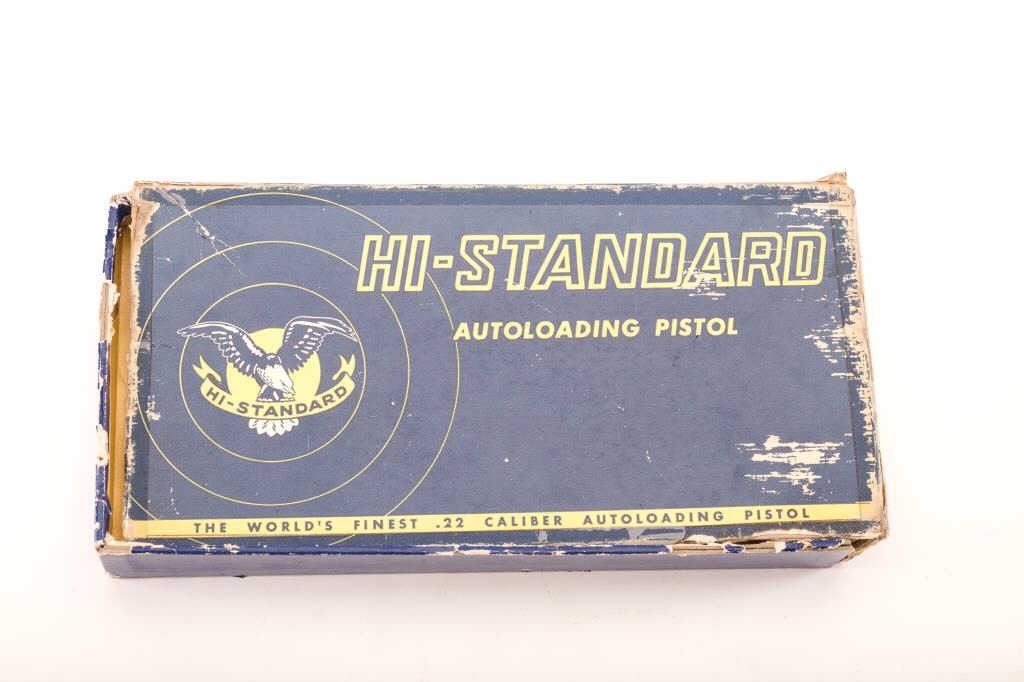 HI-STANDARD
AUTOLOADING PISTOL
HI-STANDARD
THE WORLD'S FINEST .22 CALIBER AUTOLOADING PISTOL